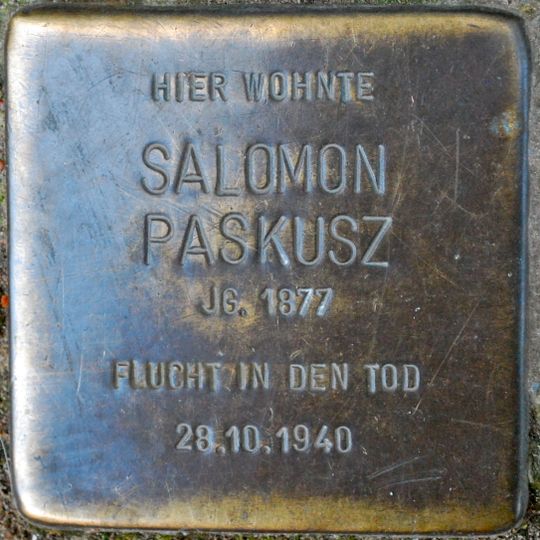 HIER WOHNTE
SALOMON
PASKUSZ
JG. 1877
FLUCHT IN DEN TOD
28.10.1940